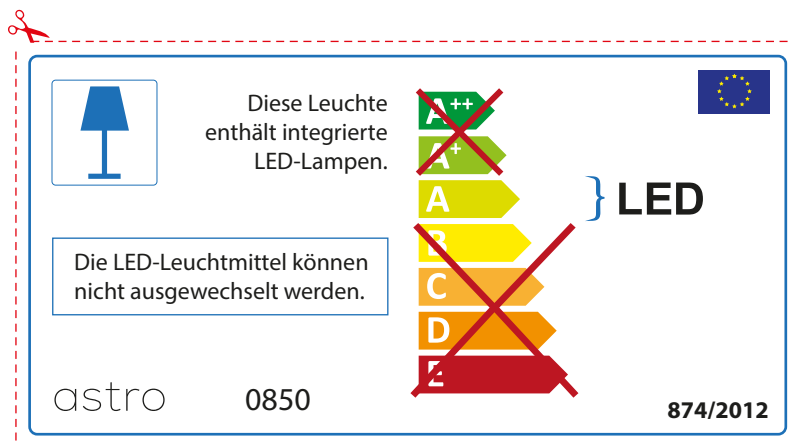 Diese Leuchte
enthält integrierte
LED-Lampen.
A++
A+
A
B
C
D
E
LED
Die LED-Leuchtmittel können
nicht ausgewechselt werden.
astro
0850
874/2012